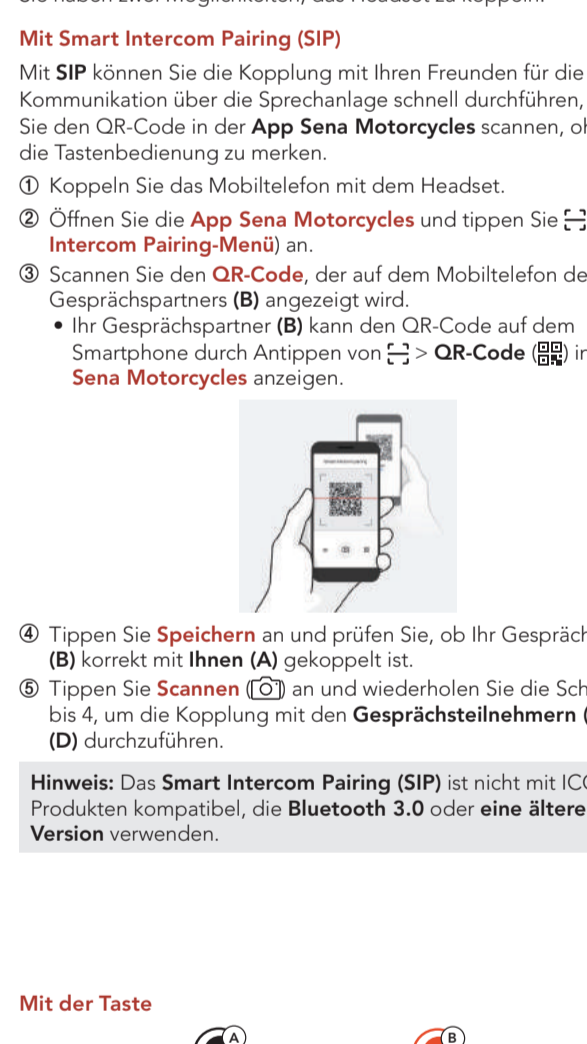 Mit Smart Intercom Pairing (SIP)
Mit SIP können Sie die Kopplung mit Ihren Freunden für die
Kommunikation über die Sprechanlage schnell durchführen,
Sie den QR-Code in der App Sena Motorcycles scannen,
die Tastenbedienung zu merken.
① Koppeln Sie das Mobiltelefon mit dem Headset.
② Öffnen Sie die App Sena Motorcycles und tippen Sie
Intercom Pairing-Menü) an.
③ Scannen Sie den QR-Code, der auf dem Mobiltelefon
Gesprächspartners (B) angezeigt wird.
• Ihr Gesprächspartner (B) kann den QR-Code auf dem
Smartphone durch Antippen von > QR-Code () in
Sena Motorcycles anzeigen.
④ Tippen Sie Speichern an und prüfen Sie, ob Ihr
(B) korrekt mit Ihnen (A) gekoppelt ist.
⑤ Tippen Sie Scannen () an und wiederholen Sie die
bis 4, um die Kopplung mit den Gesprächsteilnehmern (
(D) durchzuführen.
Hinweis: Das Smart Intercom Pairing (SIP) ist nicht mit
Produkten kompatibel, die Bluetooth 3.0 oder eine ältere
Version verwenden.
Mit der Taste
A
B